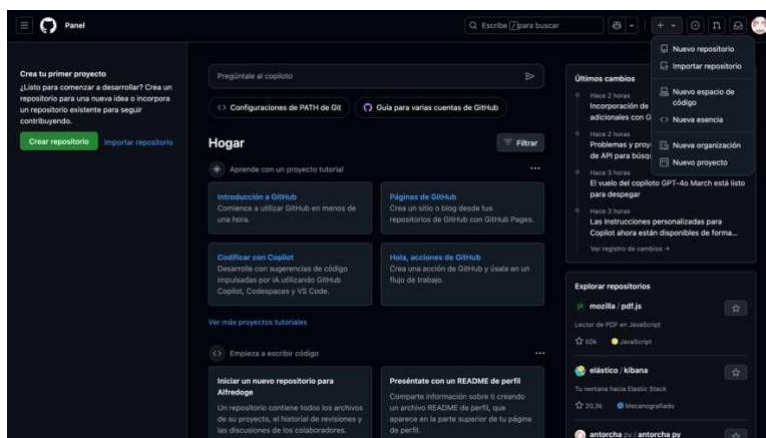 Panel
Escribe / para buscar
Crea tu primer proyecto
¿Listo para comenzar a desarrollar? Crea un
repositorio para una nueva idea o incorpora
un repositorio existente para seguir
contribuyendo.
Crear repositorio
Importar repositorio
Pregúntale al copiloto
Configuraciones de PATH de Git
Guía para varias cuentas de GitHub
Hogar
Filtrar
Aprende con un proyecto tutorial
Introducción a GitHub
Comience a utilizar GitHub en menos de
una hora.
Páginas de GitHub
Crea un sitio o blog desde tus
repositorios de GitHub con GitHub Pages.
Codificar con Copilot
Desarrolle con sugerencias de código
impulsadas por IA utilizando GitHub
Copilot, Codespaces y VS Code.
Hola, acciones de GitHub
Crea una acción de GitHub y úsala en un
flujo de trabajo.
Ver más proyectos tutoriales
Empieza a escribir código
Iniciar un nuevo repositorio para
Alfredoge
Un repositorio contiene todos los archivos
de su proyecto, el historial de revisiones y
las discusiones de los colaboradores.
Preséntate con un README de perfil
Comparte información sobre ti creando
un archivo README de perfil, que
aparece en la parte superior de tu página
de perfil.
Nuevo repositorio
Importar repositorio
Nuevo espacio de
código
Nueva esencia
Nueva organización
Nuevo proyecto
Últimos cambios
Hace 2 horas
Incorporación de
adicionales con G
Hace 2 horas
Problemas y proy
de API para búsq
Hace 3 horas
El vuelo del copiloto GPT-4o March está listo
para despegar
Hace 3 horas
Las instrucciones personalizadas para
Copilot ahora están disponibles de forma...
Ver registro de cambios →
Explorar repositorios
mozilla / pdf.js
Lector de PDF en JavaScript
50k
JavaScript
elástico / kibana
Tu ventana hacia Elastic Stack
20,3k
Mecanografiado
antorcha py / antorcha py